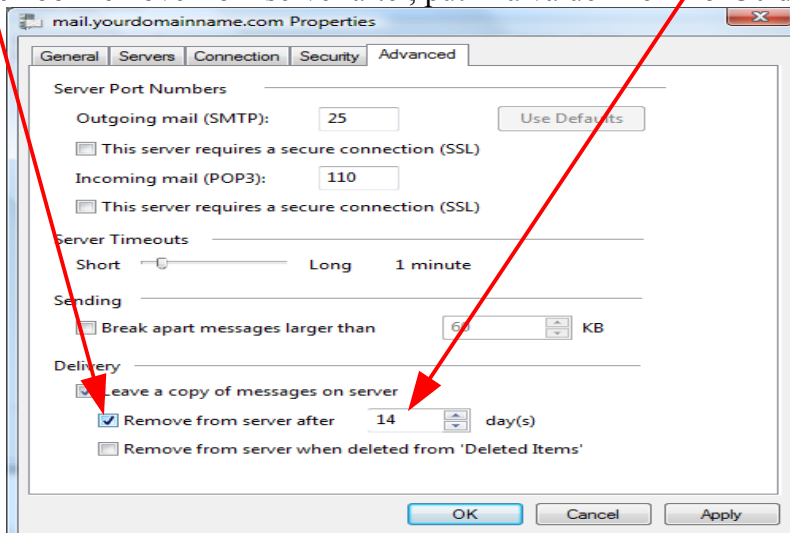 mail.yourdomainname.com Properties
General Servers Connection Security Advanced
Server Port Numbers
Outgoing mail (SMTP): 25 Use Defaults
This server requires a secure connection (SSL)
Incoming mail (POP3): 110
This server requires a secure connection (SSL)
Server Timeouts
Short Long 1 minute
Sending
Break apart messages larger than 60 KB
Delivery
Leave a copy of messages on server
Remove from server after 14 day(s)
Remove from server when deleted from 'Deleted Items'
OK Cancel Apply